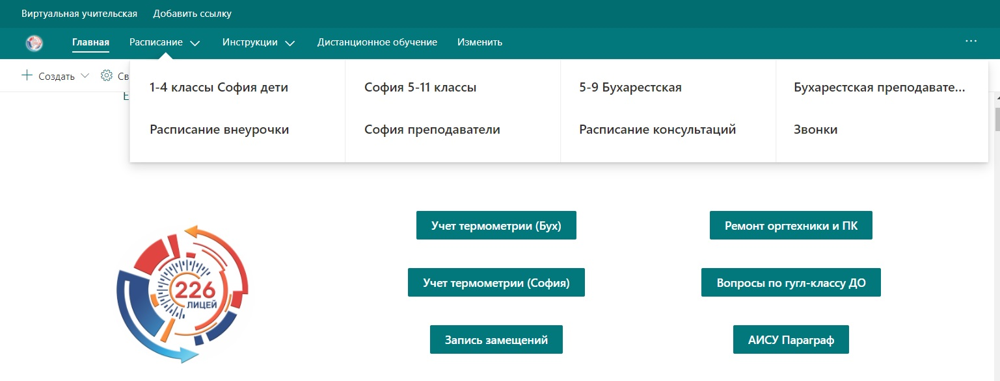 Виртуальная учительская Добавить ссылку
Главная Расписание Инструкции Дистанционное обучение Изменить ...
Создать Св
1-4 классы София дети София 5-11 классы 5-9 Бухарестская Бухарестская преподавате...
Расписание внеурочки София преподаватели Расписание консультаций Звонки
Учет термометрии (Бух) Ремонт оргтехники и ПК
Учет термометрии (София) Вопросы по гугл-классу ДО
226
ЛИЦЕЙ
Запись замещений АИСУ Параграф